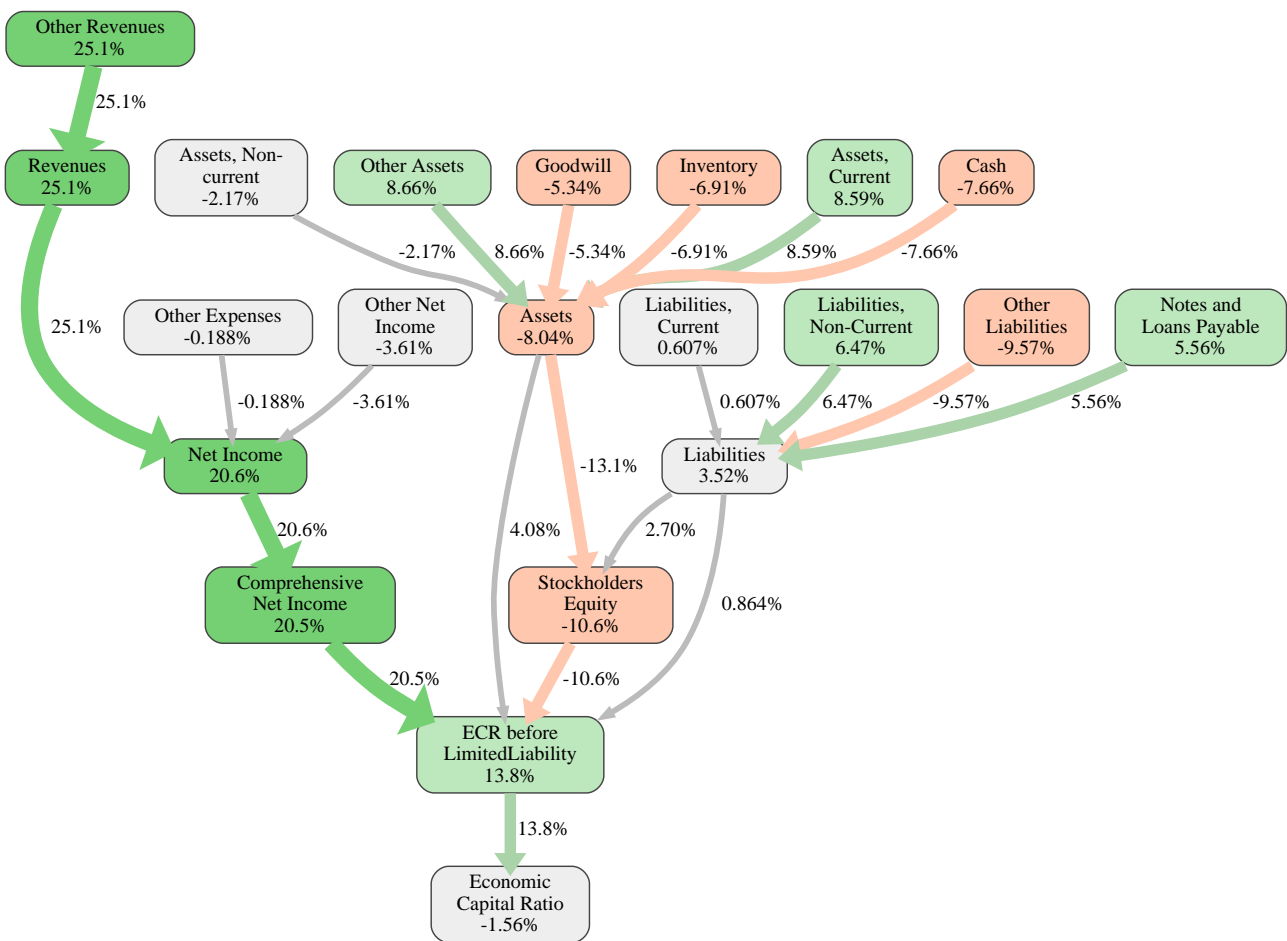 Other Revenues
25.1%
25.1%
Revenues
25.1%
Assets, Non-
current
-2.17%
Other Assets
8.66%
Goodwill
-5.34%
Inventory
-6.91%
Assets,
Current
8.59%
Cash
-7.66%
-2.17%
8.66%
-5.34%
-6.91%
8.59%
-7.66%
25.1%
Other Expenses
-0.188%
Other Net
Income
-3.61%
Assets
-8.04%
Liabilities,
Current
0.607%
Liabilities,
Non-Current
6.47%
Other
Liabilities
-9.57%
Notes and
Loans Payable
5.56%
-0.188%
-3.61%
0.607%
6.47%
-9.57%
5.56%
Net Income
20.6%
-13.1%
Liabilities
3.52%
20.6%
4.08%
2.70%
Comprehensive
Net Income
20.5%
Stockholders
Equity
-10.6%
0.864%
20.5%
-10.6%
ECR before
LimitedLiability
13.8%
13.8%
Economic
Capital Ratio
-1.56%